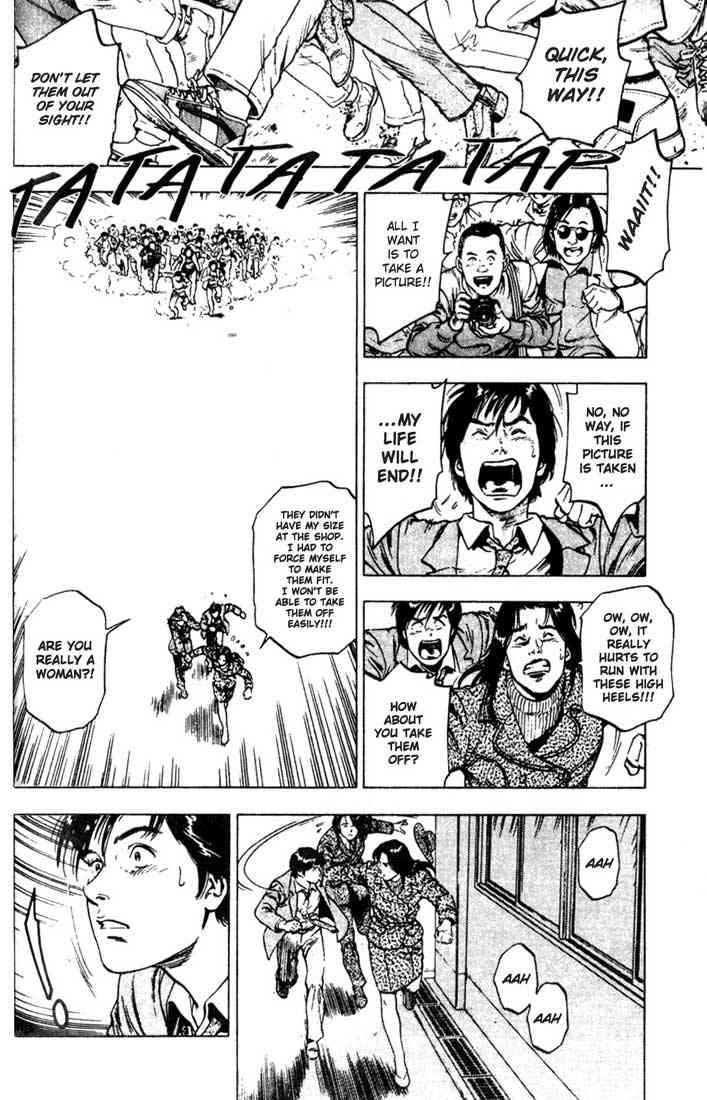 QUICK,
THIS
WAY!!
DON'T LET
THEM OUT
OF YOUR
SIGHT!!
TA TA TA TA TA TAP
WAAIIT!!
ALL I
WANT
IS TO
TAKE A
PICTURE!!
NO, NO
WAY, IF
THIS
PICTURE
IS TAKEN
...
...MY
LIFE
WILL
END!!
OW, OW,
OW, IT
REALLY
HURTS TO
RUN WITH
THESE HIGH
HEELS!!!
HOW
ABOUT
YOU TAKE
THEM
OFF?
THEY DIDN'T
HAVE MY SIZE
AT THE SHOP.
I HAD TO
FORCE MYSELF
TO MAKE
THEM FIT.
I WON'T BE
ABLE TO TAKE
THEM OFF
EASILY!!!
ARE YOU
REALLY A
WOMAN?!
AAH
AAH
AAH